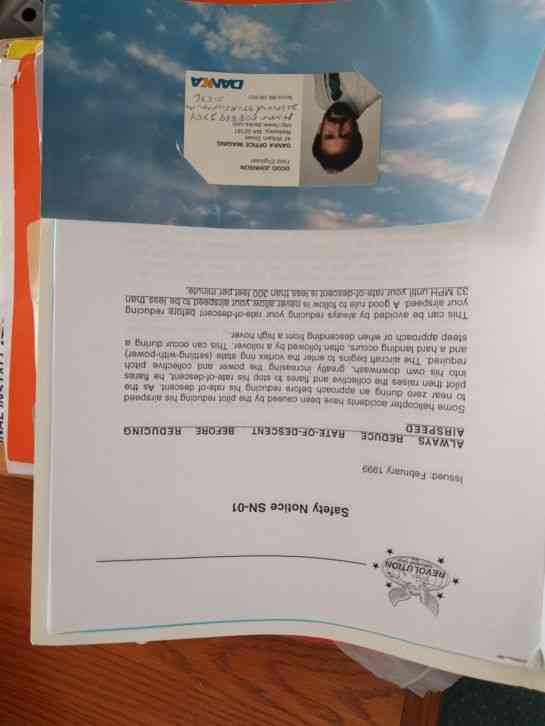 REVOLUTION
Safety Notice SN-01
Issued: February 1999
ALWAYS REDUCE RATE-OF-DESCENT BEFORE REDUCING
AIRSPEED
Some helicopter accidents have been caused by the pilot reducing his airspeed
to near zero during an approach before reducing his rate-of-descent. As the
pilot then raises the collective and flares to stop his rate-of-descent, he flares
into his own downwash, greatly increasing the power and collective pitch
required. The aircraft begins to enter the vortex ring state (settling-with-power)
and a hard landing occurs, often followed by a rollover. This can occur during a
steep approach or when descending from a high hover.
This can be avoided by always reducing your rate-of-descent before reducing
your airspeed. A good rule to follow is never allow your airspeed to be less than
33 MPH until your rate-of-descent is less than 300 feet per minute.
DOUG JOHNSON
Field Engineer
DANKA OFFICE IMAGING
DANKA